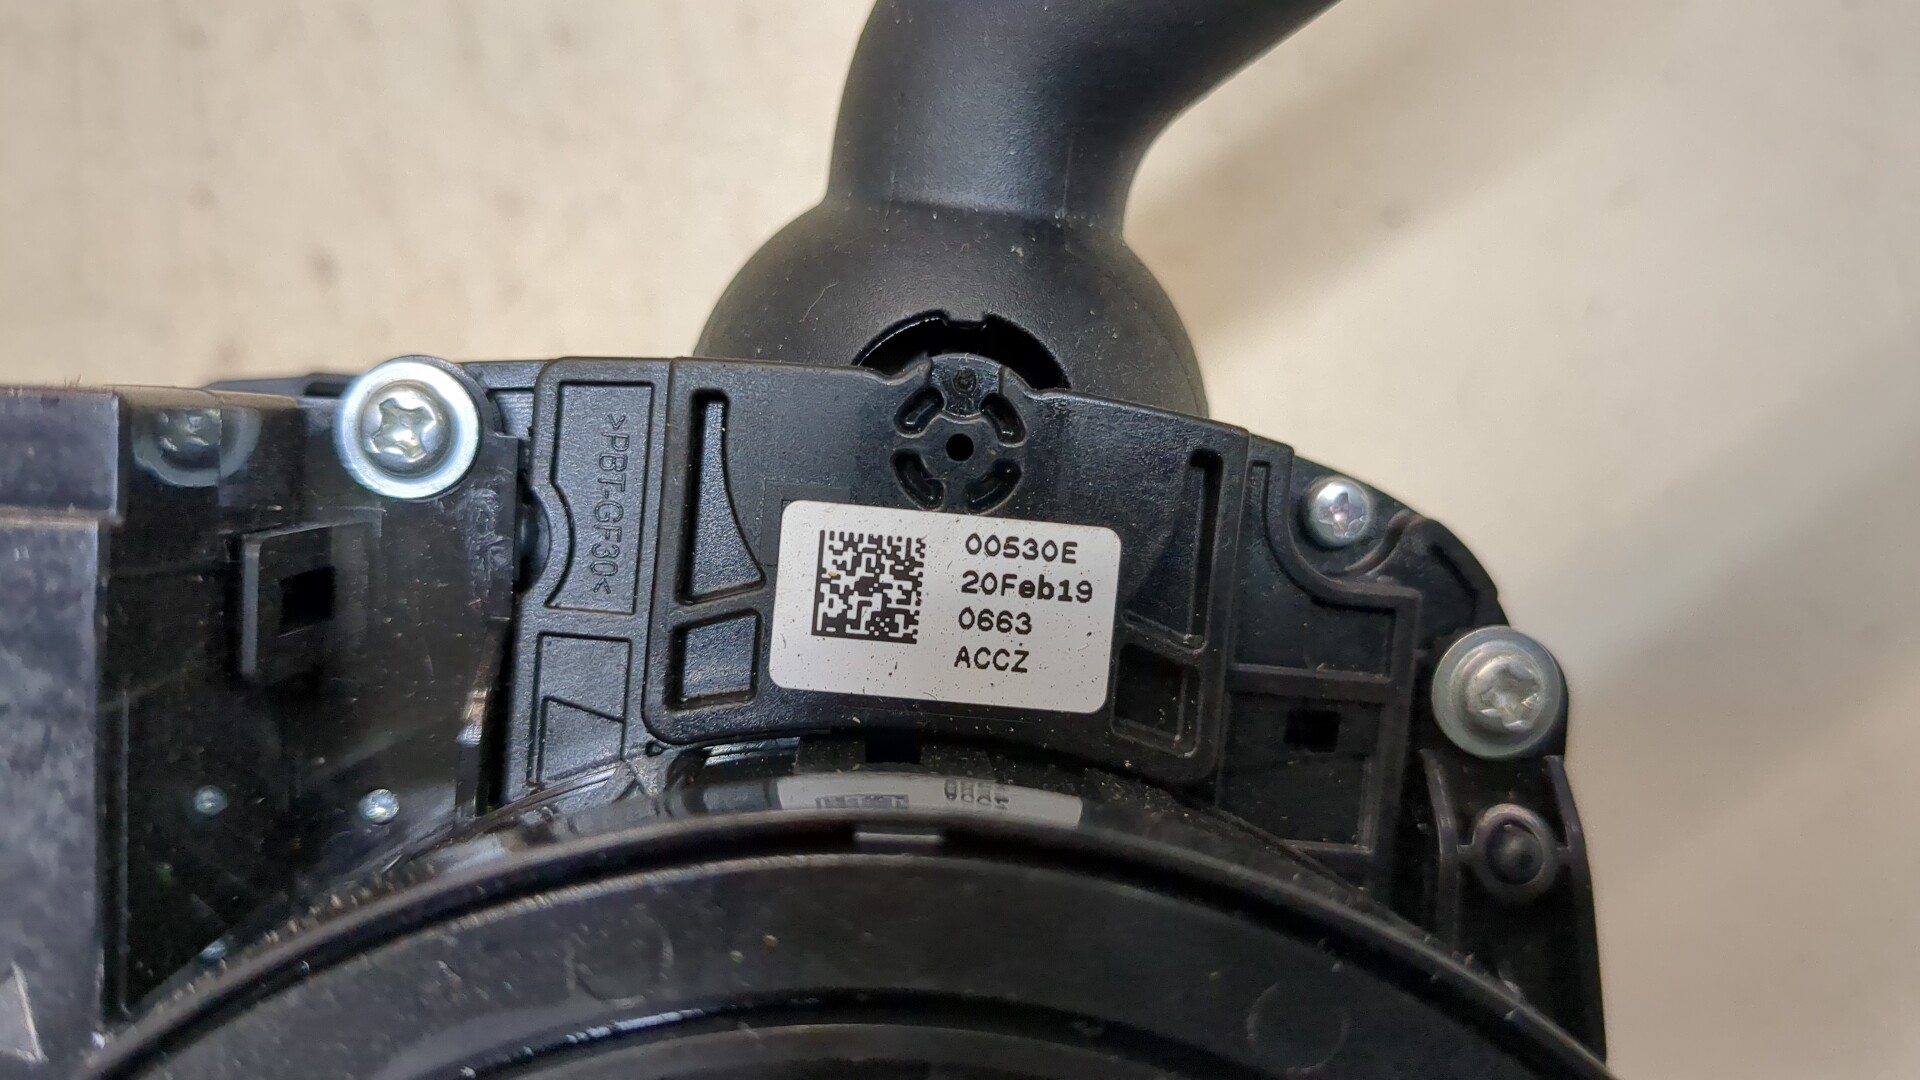 >PBT-GF30<
00530E
20Feb19
0663
ACCZ